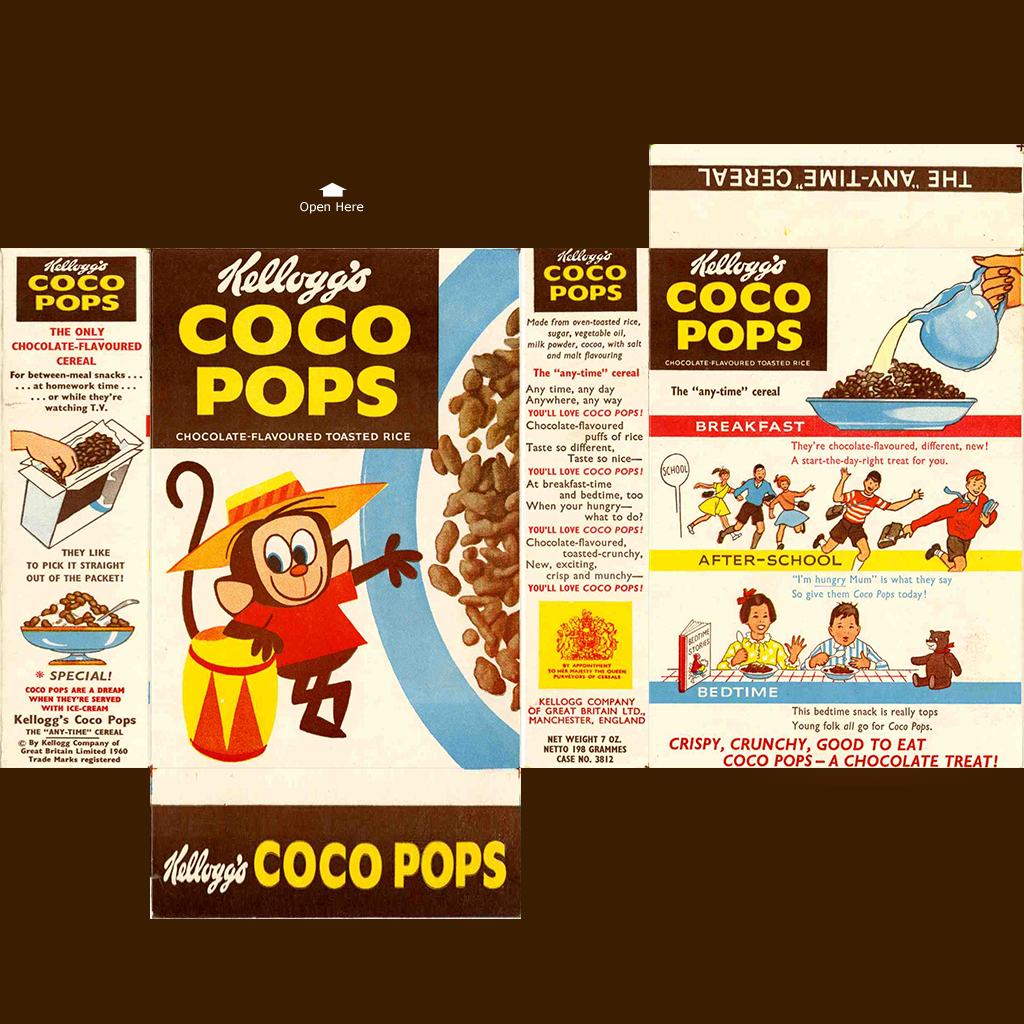 Open Here
THE "ANY-TIME" CEREAL
Kellogg's
COCO
POPS
THE ONLY
CHOCOLATE-FLAVOURED
CEREAL
For between-meal snacks . . .
. . . at homework time . . .
. . . or while they're
watching T.V.
THEY LIKE
TO PICK IT STRAIGHT
OUT OF THE PACKET!
* SPECIAL!
COCO POPS ARE A DREAM
WHEN THEY'RE SERVED
WITH ICE-CREAM
Kellogg's Coco Pops
THE "ANY-TIME" CEREAL
© By Kellogg Company of
Great Britain Limited 1960
Trade Marks registered
Kellogg's
COCO
POPS
CHOCOLATE-FLAVOURED TOASTED RICE
Kellogg's COCO POPS
Kellogg's
COCO
POPS
Made from oven-toasted rice,
sugar, vegetable oil,
milk powder, cocoa, with salt
and malt flavouring
The "any-time" cereal
Any time, any day
Anywhere, any way
YOU'LL LOVE COCO POPS!
Chocolate-flavoured
puffs of rice
Taste so different,
Taste so nice—
YOU'LL LOVE COCO POPS!
At breakfast-time
and bedtime, too
When your hungry—
what to do?
YOU'LL LOVE COCO POPS!
Chocolate-flavoured,
toasted-crunchy,
New, exciting,
crisp and munchy—
YOU'LL LOVE COCO POPS!
BY APPOINTMENT
TO HER MAJESTY THE QUEEN
PURVEYORS OF CEREALS
KELLOGG COMPANY
OF GREAT BRITAIN LTD.,
MANCHESTER, ENGLAND
NET WEIGHT 7 OZ.
NETTO 198 GRAMMES
CASE NO. 3812
Kellogg's
COCO
POPS
CHOCOLATE-FLAVOURED TOASTED RICE
The "any-time" cereal
BREAKFAST
They're chocolate-flavoured, different, new!
A start-the-day-right treat for you.
SCHOOL
AFTER-SCHOOL
"I'm hungry Mum" is what they say
So give them Coco Pops today!
BEDTIME
STORIES
BEDTIME
This bedtime snack is really tops
Young folk all go for Coco Pops.
CRISPY, CRUNCHY, GOOD TO EAT
COCO POPS – A CHOCOLATE TREAT!